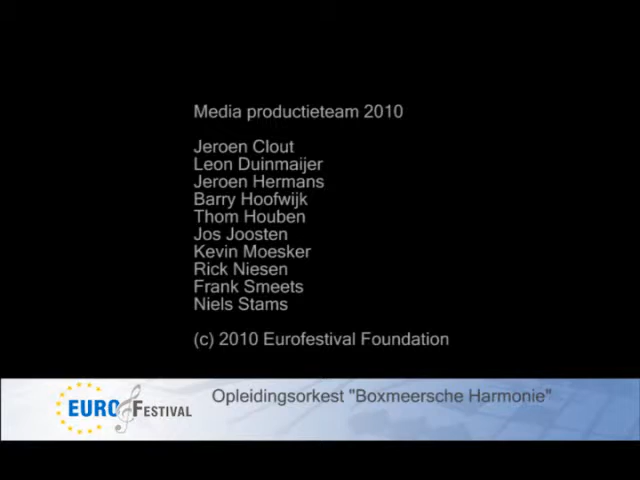 Media productieteam 2010
Jeroen Clout
Leon Duinmaijer
Jeroen Hermans
Barry Hoofwijk
Thom Houben
Jos Joosten
Kevin Moesker
Rick Niesen
Frank Smeets
Niels Stams
(c) 2010 Eurofestival Foundation
Opleidingsorkest "Boxmeersche Harmonie"
EURO FESTIVAL